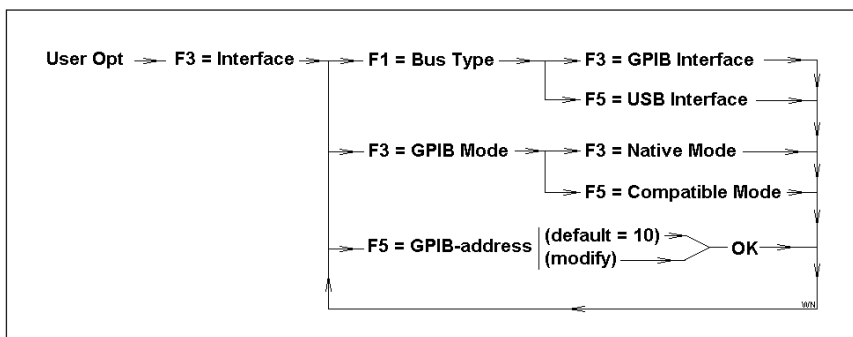 User Opt F3 = Interface F1 = Bus Type F3 = GPIB Interface
F5 = USB Interface
F3 = GPIB Mode F3 = Native Mode
F5 = Compatible Mode
F5 = GPIB-address (default = 10) OK
(modify)
WN